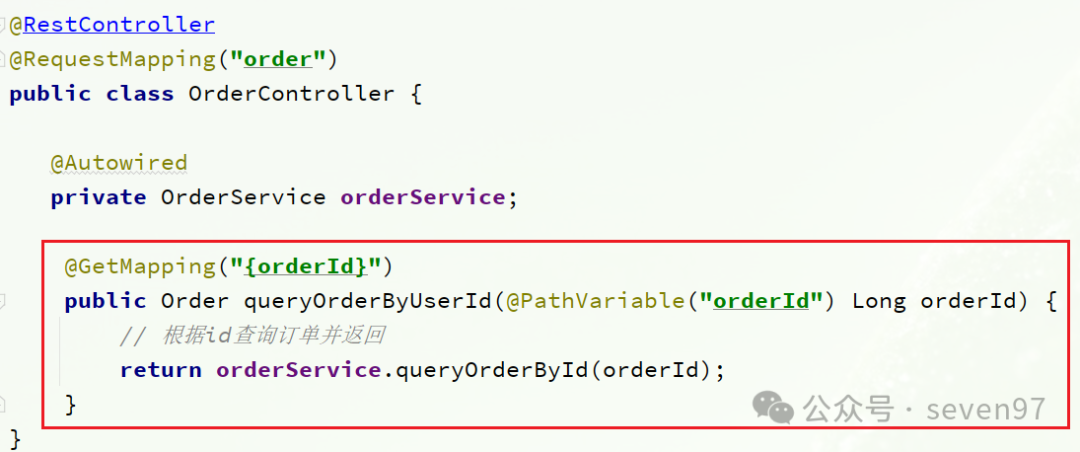 @RestController
@RequestMapping("order")
public class OrderController {
@Autowired
private OrderService orderService;
@GetMapping("{orderId}")
public Order queryOrderByUserId(@PathVariable("orderId") Long orderId) {
// 根据id查询订单并返回
return orderService.queryOrderById(orderId);
}
公众号 · seven97
}